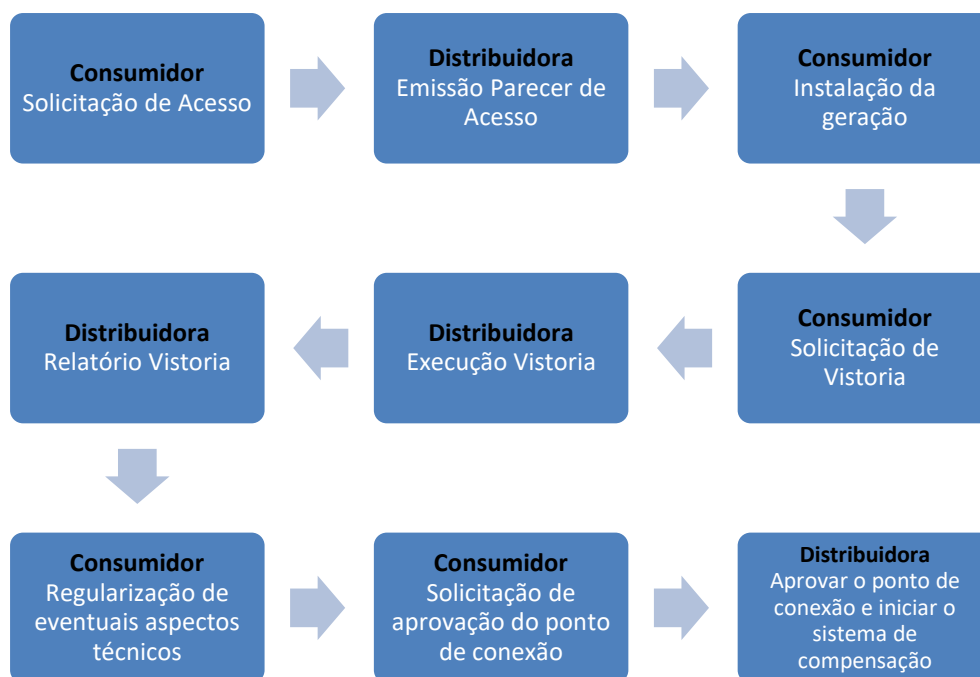 Consumidor
Solicitação de Acesso
Distribuidora
Emissão Parecer de
Acesso
Consumidor
Instalação da
geração
Distribuidora
Relatório Vistoria
Distribuidora
Execução Vistoria
Consumidor
Solicitação de
Vistoria
Consumidor
Regularização de
eventuais aspectos
técnicos
Consumidor
Solicitação de
aprovação do ponto
de conexão
Distribuidora
Aprovar o ponto de
conexão e iniciar o
sistema de
compensação